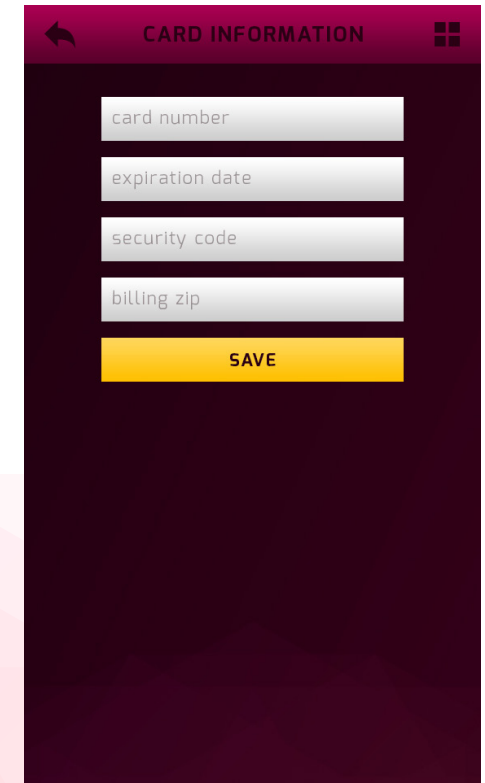 CARD INFORMATION
card number
expiration date
security code
billing zip
SAVE